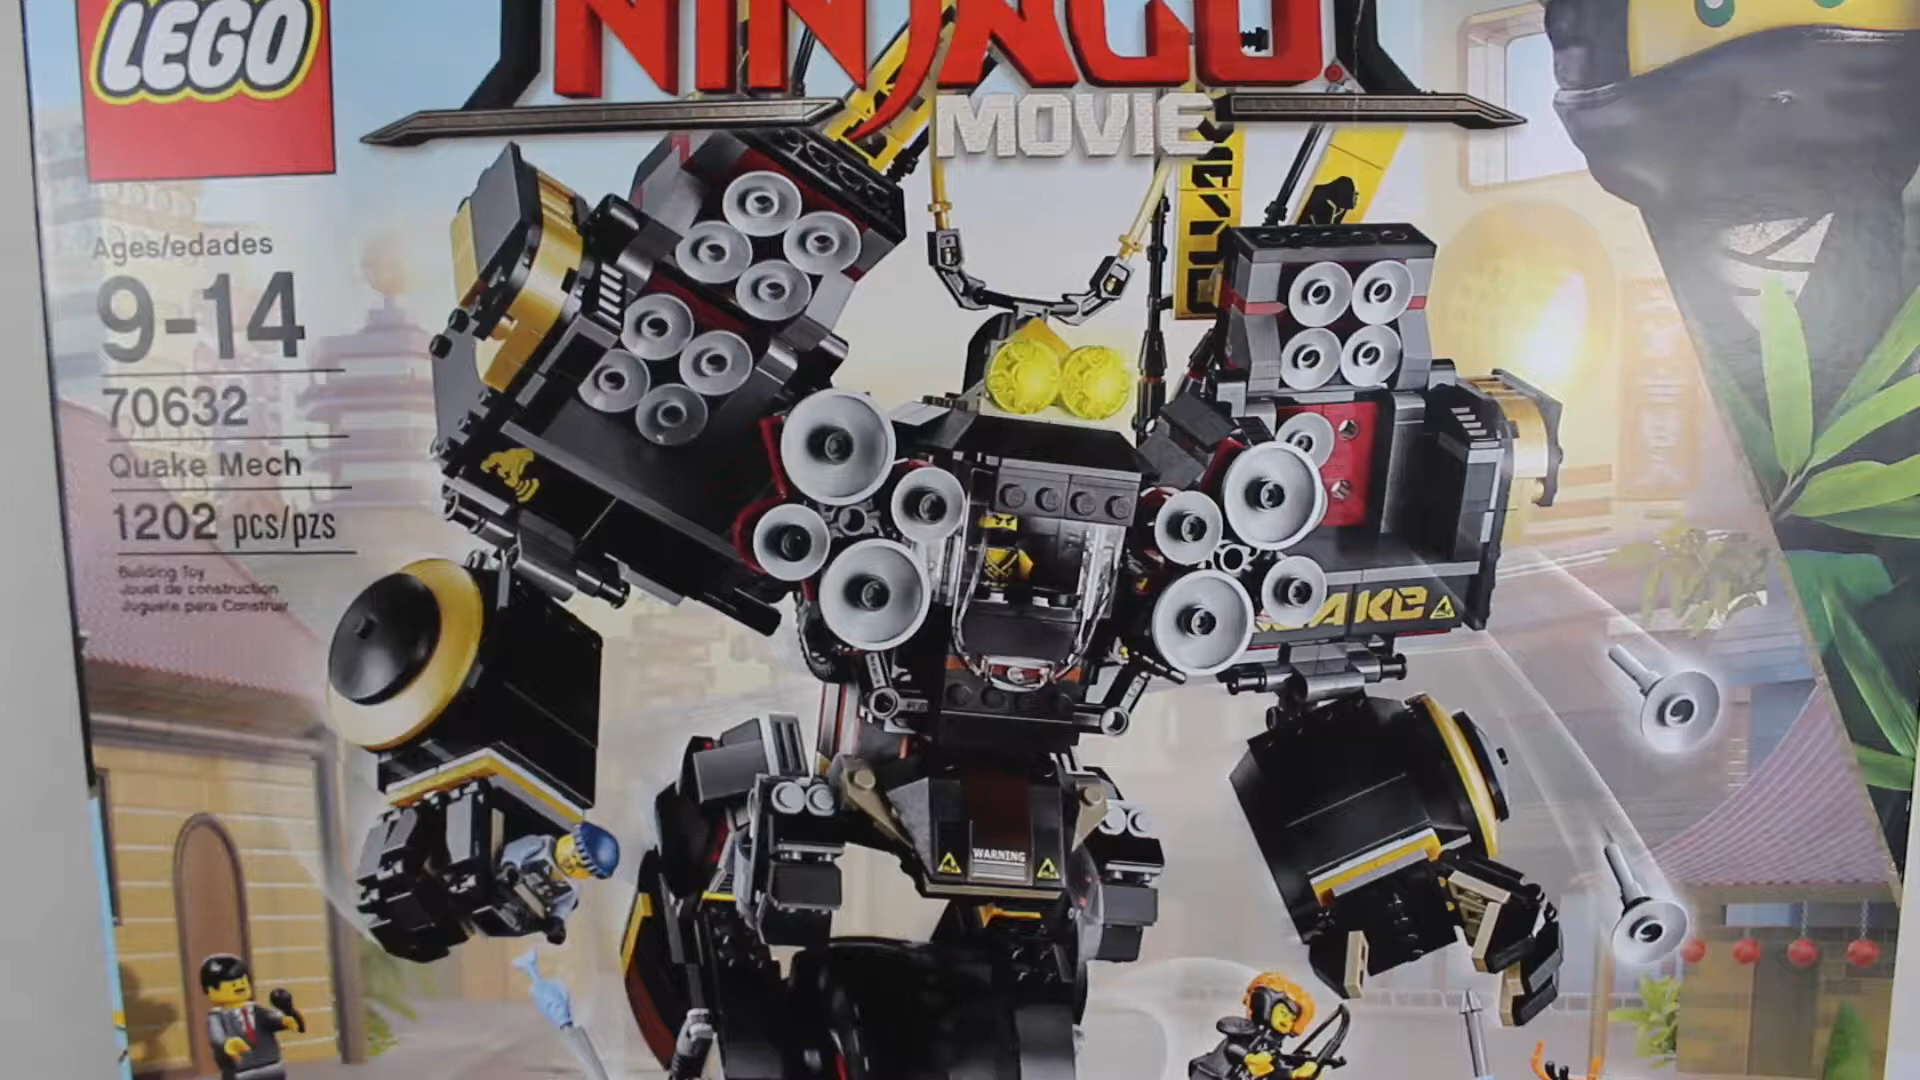 LEGO
NINJAGO
MOVIE
Ages/edades
9-14
70632
Quake Mech
1202 pcs/pzs
Building Toy
Jouet de construction
Juguete para Construir
WARNING